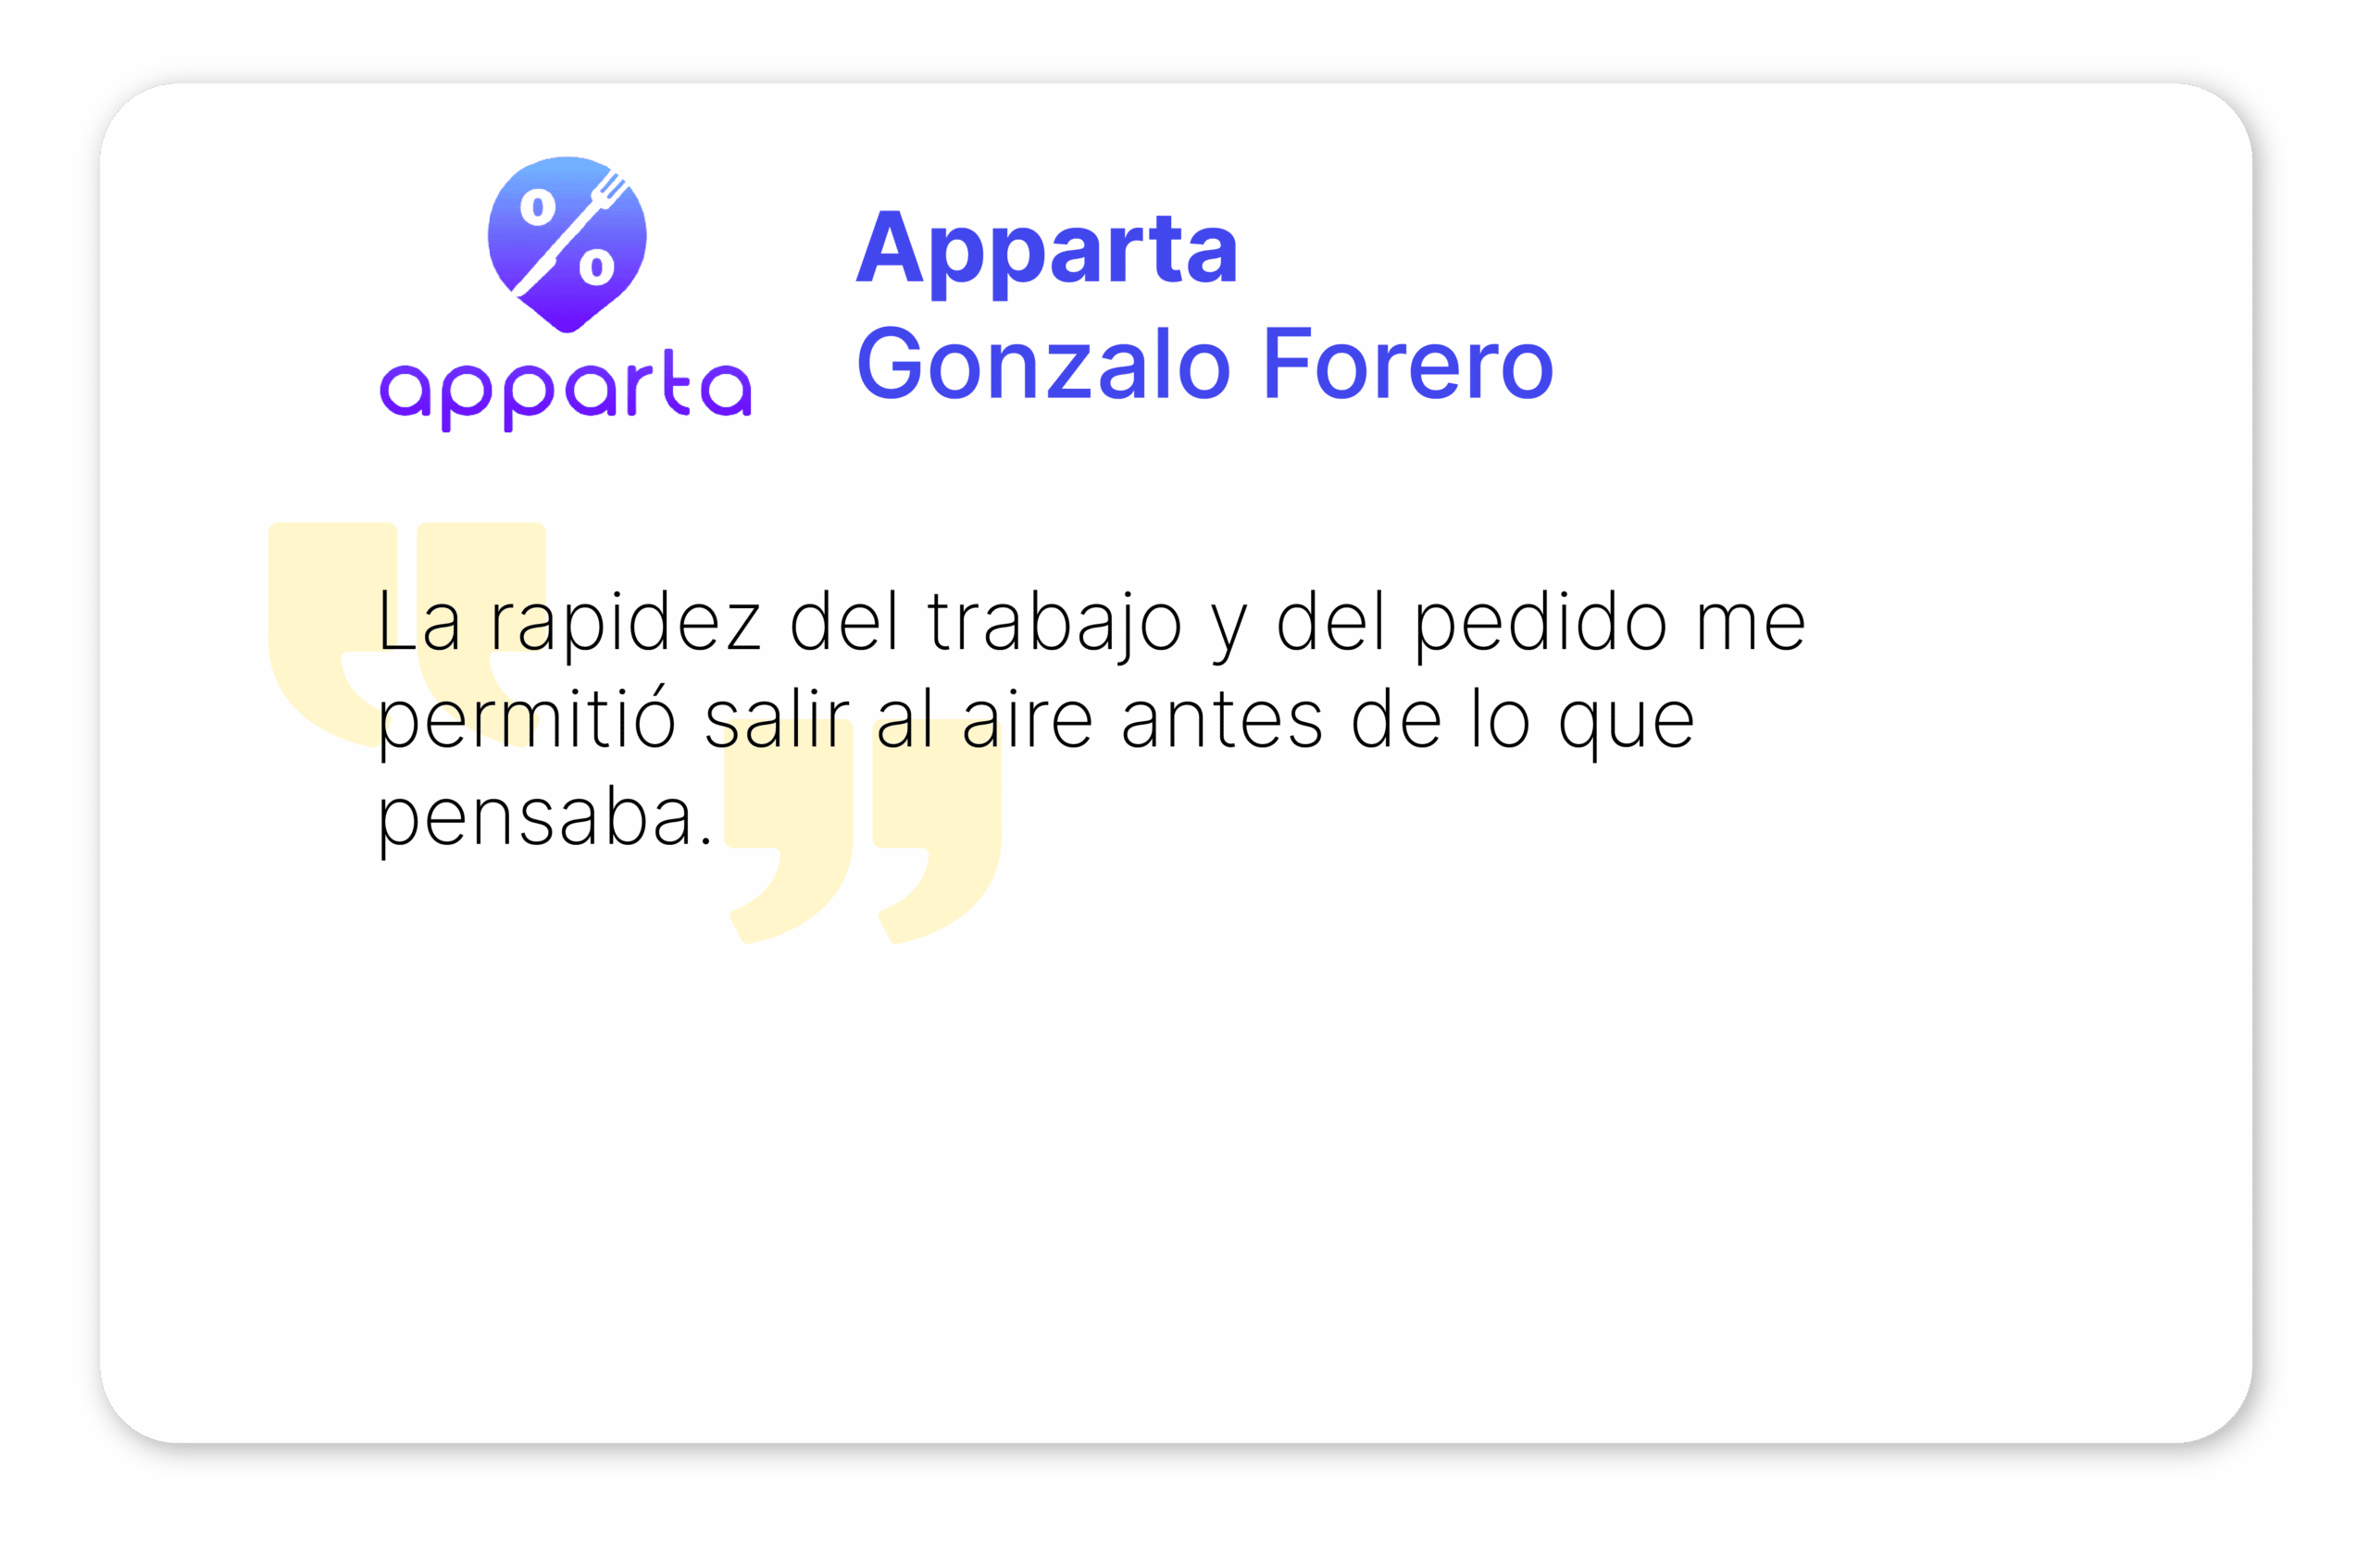 apparta
Apparta
Gonzalo Forero
La rapidez del trabajo y del pedido me
permitió salir al aire antes de lo que
pensaba.